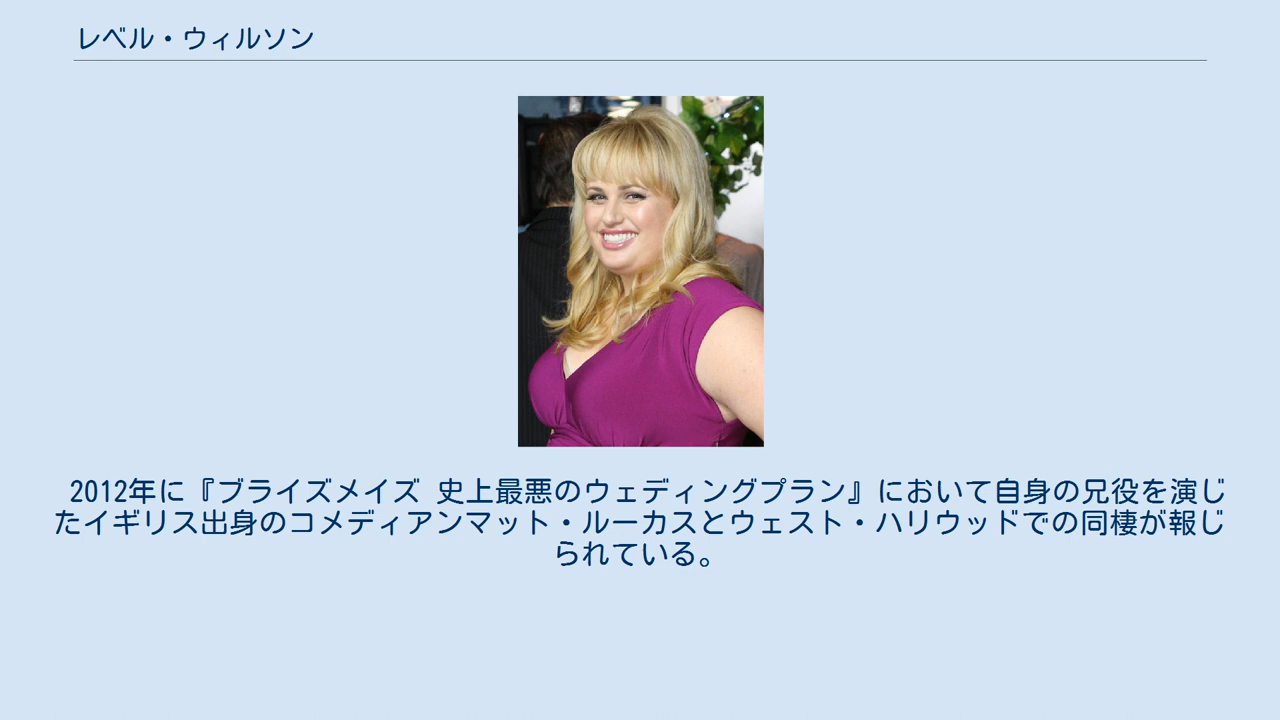 レベル・ウィルソン
2012年に『ブライズメイズ 史上最悪のウェディングプラン』において自身の兄役を演じ
たイギリス出身のコメディアンマット・ルーカスとウェスト・ハリウッドでの同棲が報じ
られている。